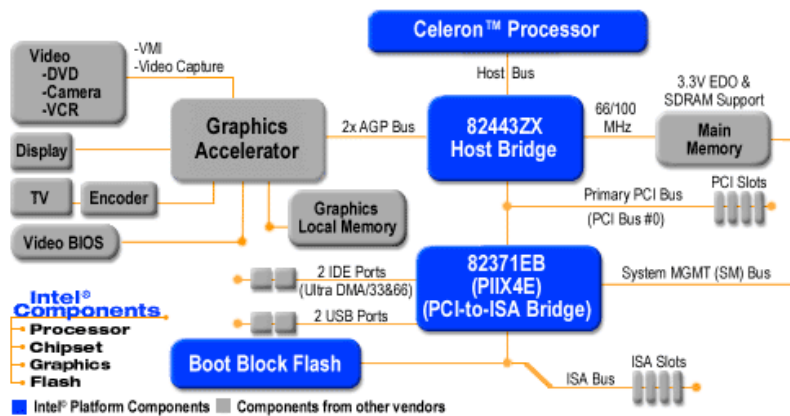 Celeron™ Processor
Video
-DVD
-Camera
-VCR
-VMI
-Video Capture
Host Bus
3.3V EDO &
SDRAM Support
Graphics
Accelerator
2x AGP Bus
82443ZX
Host Bridge
66/100
MHz
Main
Memory
Display
TV
Encoder
Graphics
Local Memory
Primary PCI Bus
(PCI Bus #0)
PCI Slots
Video BIOS
2 IDE Ports
(Ultra DMA/33&66)
82371EB
(PIIX4E)
(PCI-to-ISA Bridge)
System MGMT (SM) Bus
2 USB Ports
Intel®
Components
Processor
Chipset
Graphics
Flash
Boot Block Flash
ISA Bus
ISA Slots
Intel® Platform Components
Components from other vendors